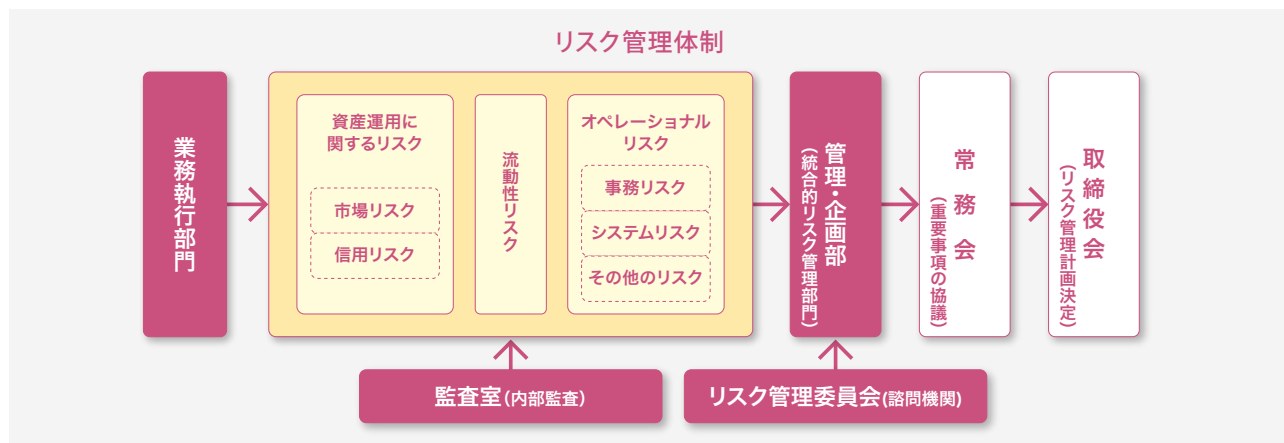 リスク管理体制
業務執行部門
資産運用に
関するリスク
市場リスク
信用リスク
流動性リスク
オペレーショナル
リスク
事務リスク
システムリスク
その他のリスク
管理・企画部
(統合的リスク管理部門)
常務会
(重要事項の協議)
取締役会
(リスク管理計画決定)
監査室(内部監査)
リスク管理委員会(諮問機関)